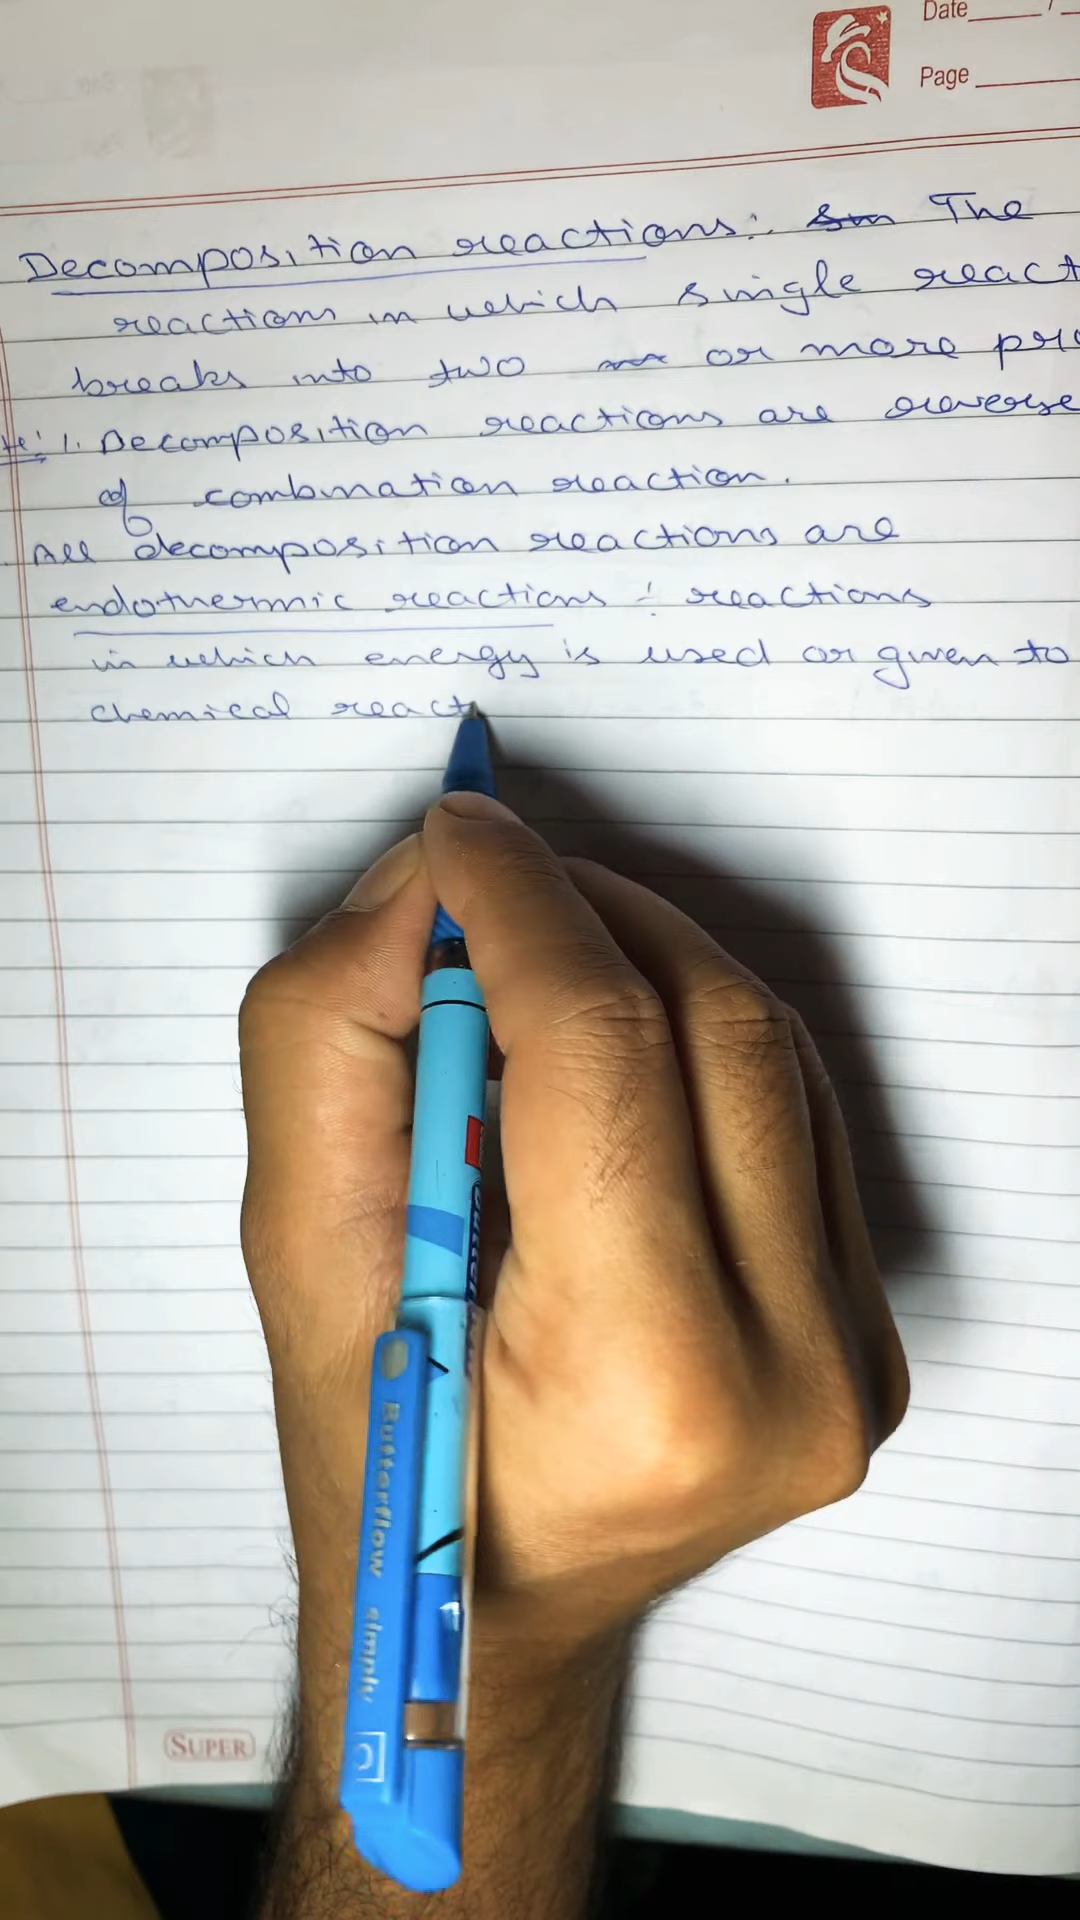 Date
Page
Decomposition reactions:. The
reactions in which single react
breaks into two or more pro
te: 1. Decomposition reactions are reverse
of combination reaction.
. All decomposition reactions are
endothermic reactions : reactions
in which energy is used or given to
chemical react
Butterflow simply
SUPER